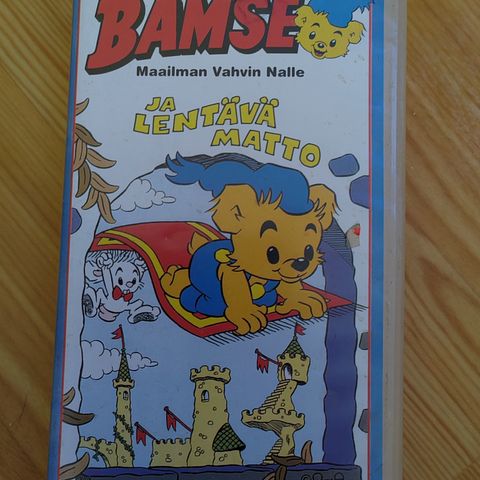 BAMSE
Maailman Vahvin Nalle
JA
LENTÄVÄ
MATTO